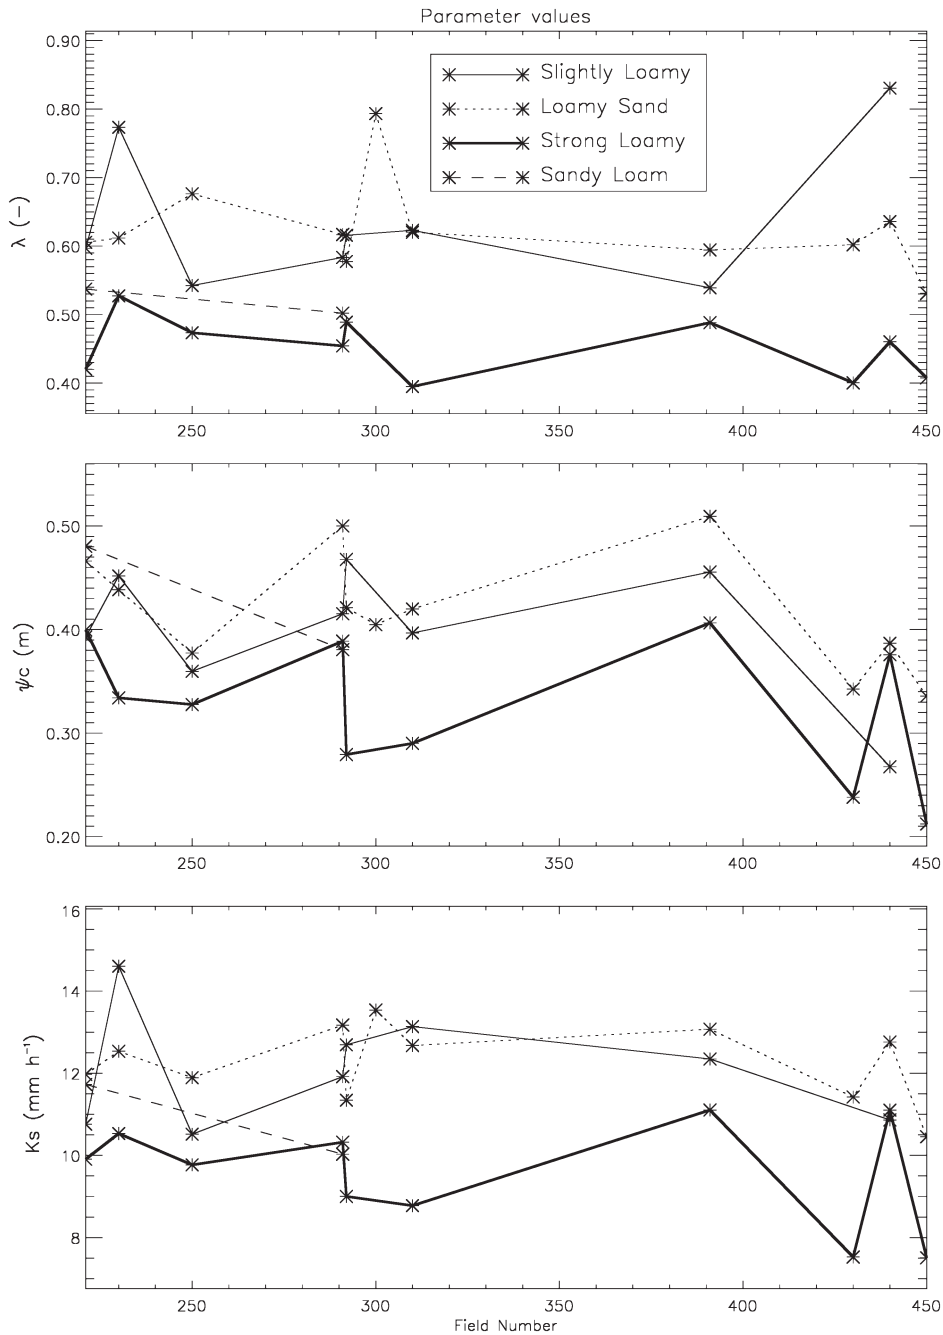 Parameter values
0.90
0.80
0.70
0.60
0.50
0.40
λ (−)
Slightly Loamy
Loamy Sand
Strong Loamy
Sandy Loam
250 300 350 400 450
0.50
0.40
0.30
0.20
ψc (m)
250 300 350 400 450
16
14
12
10
8
Ks (mm h⁻¹)
250 300 350 400 450
Field Number